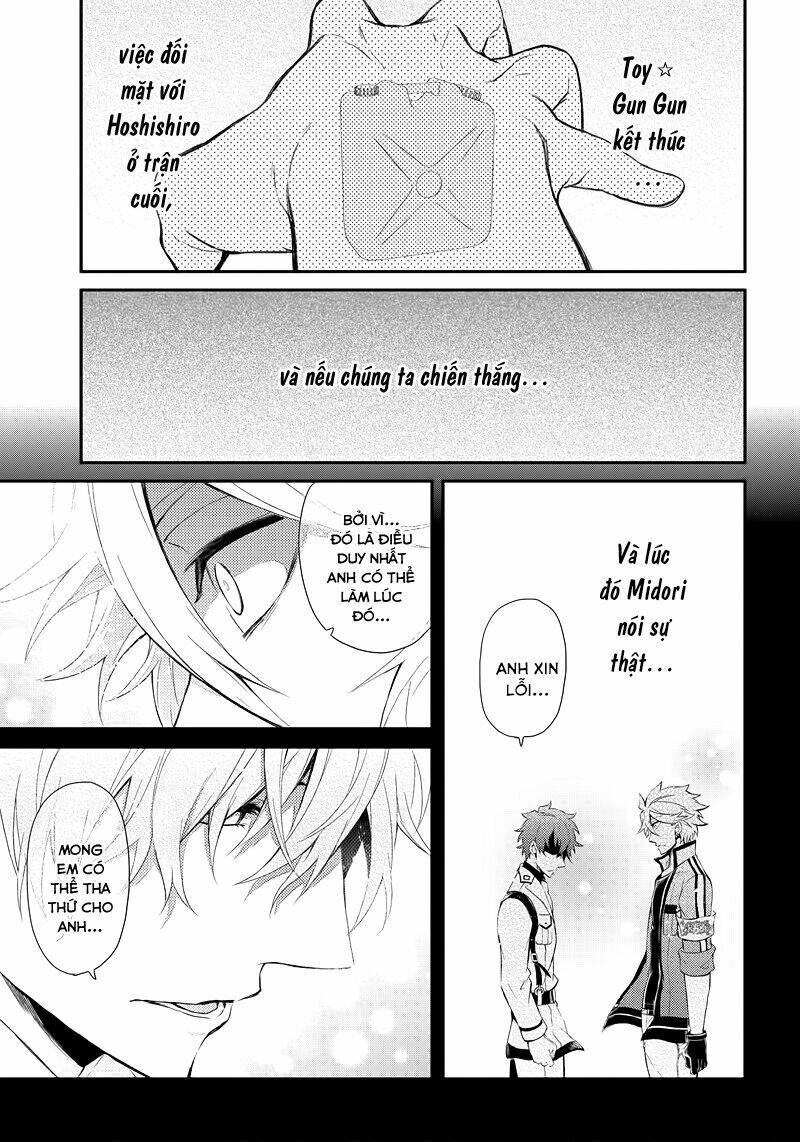 Toy ☆
Gun Gun
kết thúc
...
việc đối
mặt với
Hoshishiro
ở trận
cuối,
và nếu chúng ta chiến thắng...
Và lúc
đó Midori
nói sự
thật...
ANH XIN
LỖI...
BỞI VÌ...
ĐÓ LÀ ĐIỀU
DUY NHẤT
ANH CÓ THỂ
LÀM LÚC
ĐÓ...
MONG
EM CÓ
THỂ THA
THỨ CHO
ANH...